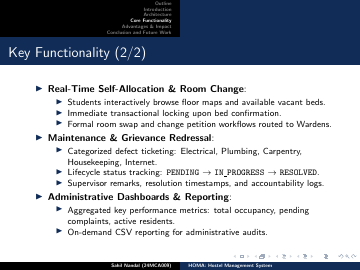 Outline
Introduction
Architecture
Core Functionality
Advantages & Impact
Conclusion and Future Work
Key Functionality (2/2)
Real-Time Self-Allocation & Room Change:
Students interactively browse floor maps and available vacant beds.
Immediate transactional locking upon bed confirmation.
Formal room swap and change petition workflows routed to Wardens.
Maintenance & Grievance Redressal:
Categorized defect ticketing: Electrical, Plumbing, Carpentry,
Housekeeping, Internet.
Lifecycle status tracking: PENDING → IN_PROGRESS → RESOLVED.
Supervisor remarks, resolution timestamps, and accountability logs.
Administrative Dashboards & Reporting:
Aggregated key performance metrics: total occupancy, pending
complaints, active residents.
On-demand CSV reporting for administrative audits.
Sahil Nandal (24MCA009) HOMA: Hostel Management System